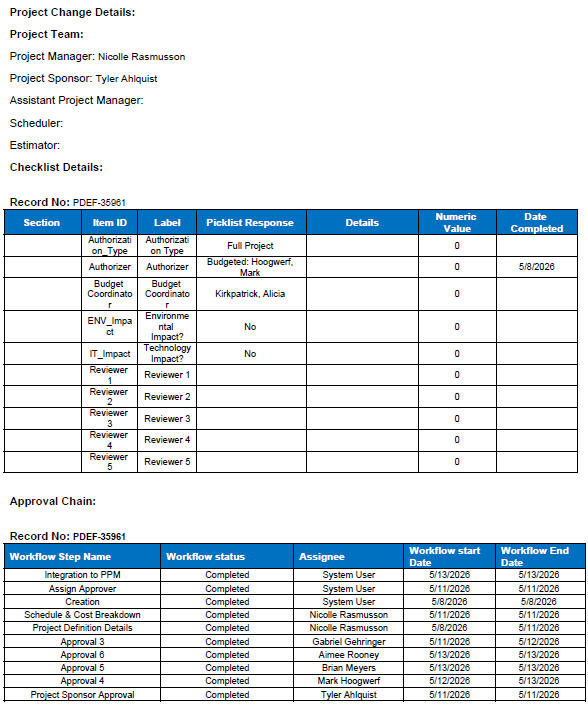 Project Change Details:
Project Team:
Project Manager: Nicolle Rasmusson
Project Sponsor: Tyler Ahlquist
Assistant Project Manager:
Scheduler:
Estimator:
Checklist Details:
Record No: PDEF-35961
Section Item ID Label Picklist Response Details Numeric Value Date Completed
Authorizati
on_Type Authorizati
on Type Full Project 0
Authorizer Authorizer Budgeted: Hoogwerf,
Mark 0 5/8/2026
Budget
Coordinato
r Budget
Coordinato
r Kirkpatrick, Alicia 0
ENV_Impa
ct Environme
ntal
Impact? No 0
IT_Impact Technology
Impact? No 0
Reviewer
1 Reviewer 1 0
Reviewer
2 Reviewer 2 0
Reviewer
3 Reviewer 3 0
Reviewer
4 Reviewer 4 0
Reviewer
5 Reviewer 5 0
Approval Chain:
Record No: PDEF-35961
Workflow Step Name Workflow status Assignee Workflow start Date Workflow End Date
Integration to PPM Completed System User 5/13/2026 5/13/2026
Assign Approver Completed System User 5/11/2026 5/11/2026
Creation Completed System User 5/8/2026 5/8/2026
Schedule & Cost Breakdown Completed Nicolle Rasmusson 5/11/2026 5/11/2026
Project Definition Details Completed Nicolle Rasmusson 5/8/2026 5/11/2026
Approval 3 Completed Gabriel Gehringer 5/11/2026 5/12/2026
Approval 6 Completed Aimee Rooney 5/13/2026 5/13/2026
Approval 5 Completed Brian Meyers 5/13/2026 5/13/2026
Approval 4 Completed Mark Hoogwerf 5/12/2026 5/13/2026
Project Sponsor Approval Completed Tyler Ahlquist 5/11/2026 5/11/2026